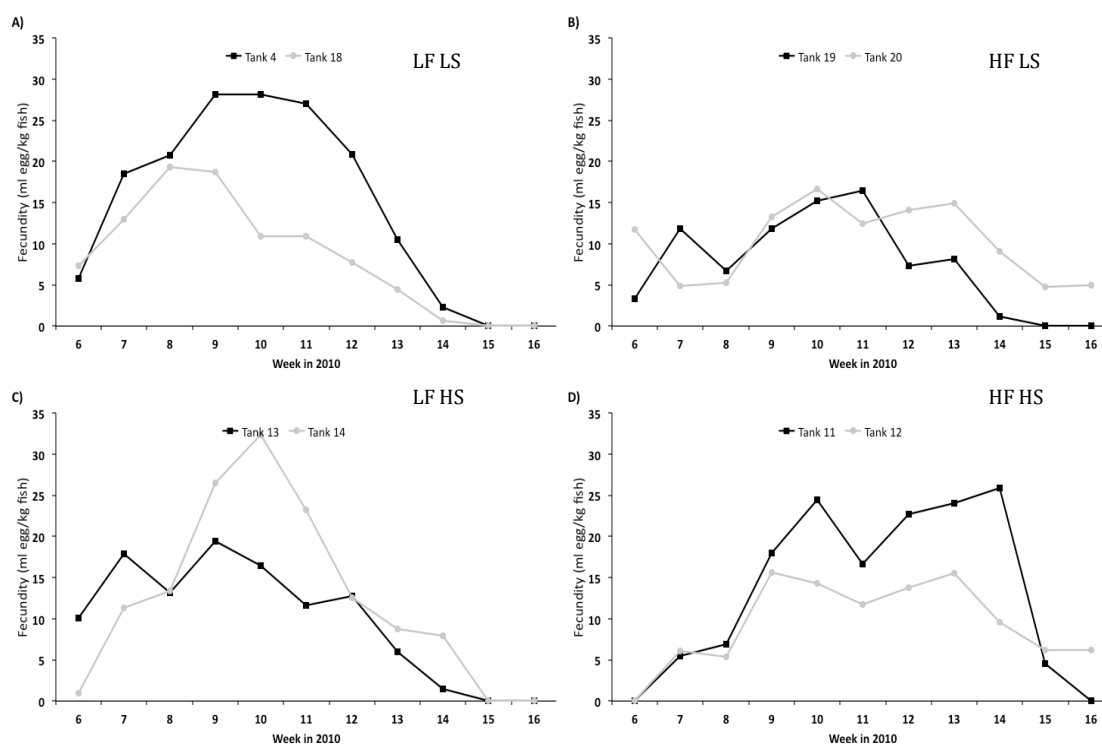 A)
Tank 4 Tank 18
LF LS
35
30
25
20
15
10
5
0
Fecundity (ml egg/kg fish)
6 7 8 9 10 11 12 13 14 15 16
Week in 2010
B)
Tank 19 Tank 20
HF LS
35
30
25
20
15
10
5
0
Fecundity (ml egg/kg fish)
6 7 8 9 10 11 12 13 14 15 16
Week in 2010
C)
LF HS
Tank 13 Tank 14
35
30
25
20
15
10
5
0
Fecundity (ml egg/kg fish)
6 7 8 9 10 11 12 13 14 15 16
Week in 2010
D)
HF HS
Tank 11 Tank 12
35
30
25
20
15
10
5
0
Fecundity (ml egg/kg fish)
6 7 8 9 10 11 12 13 14 15 16
Week in 2010